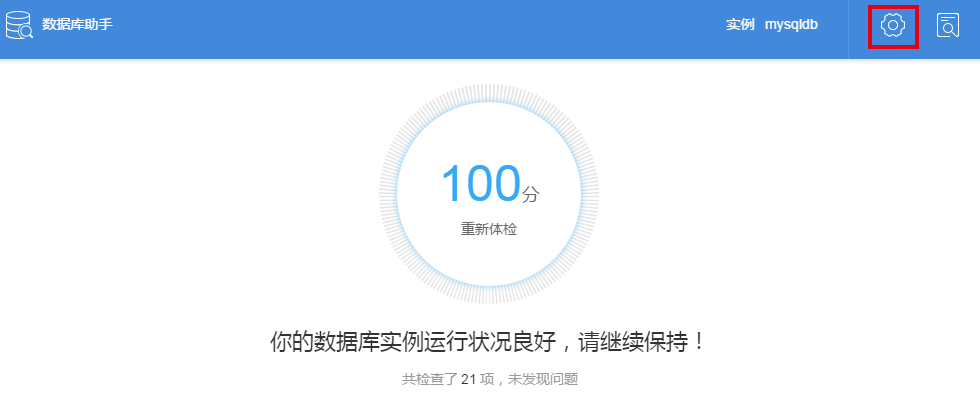 数据库助手
实例 mysqldb
100分
重新体检
你的数据库实例运行状况良好，请继续保持！
共检查了 21 项，未发现问题